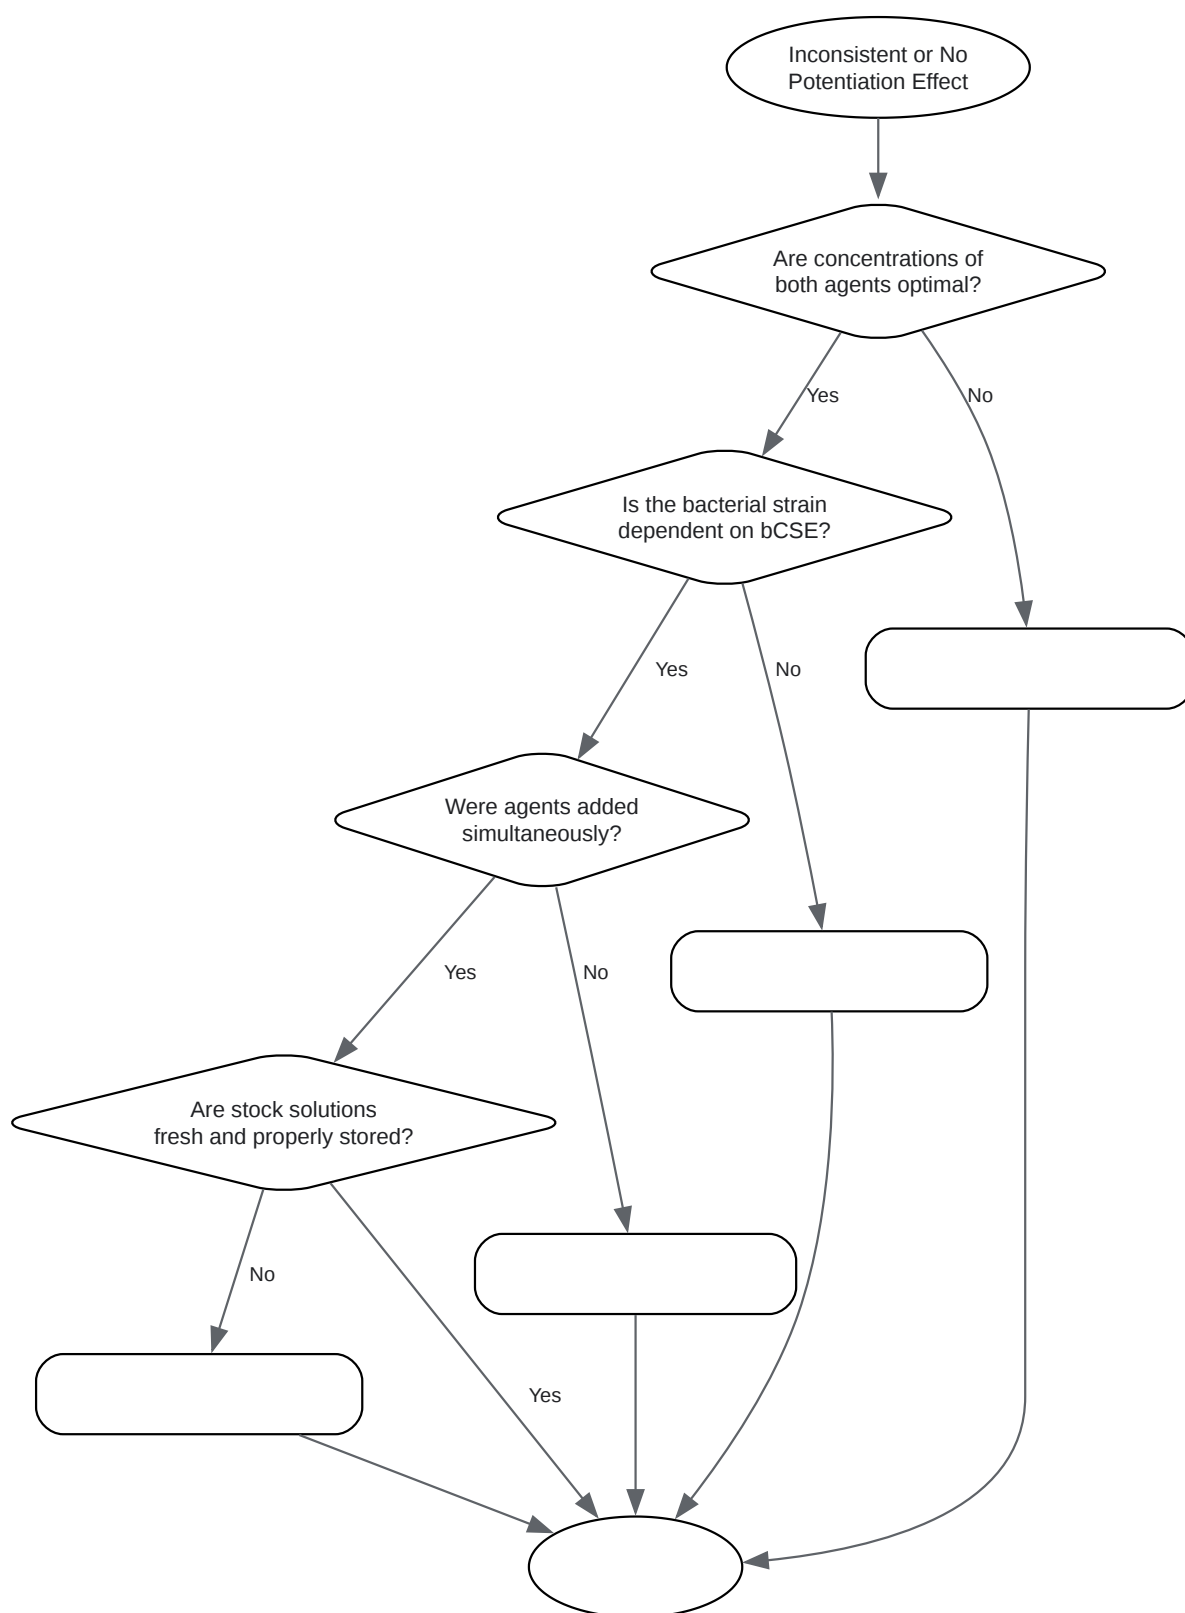 Inconsistent or No
Potentiation Effect
Are concentrations of
both agents optimal?
Yes
No
Is the bacterial strain
dependent on bCSE?
Yes
No
Were agents added
simultaneously?
Yes
No
Are stock solutions
fresh and properly stored?
No
Yes